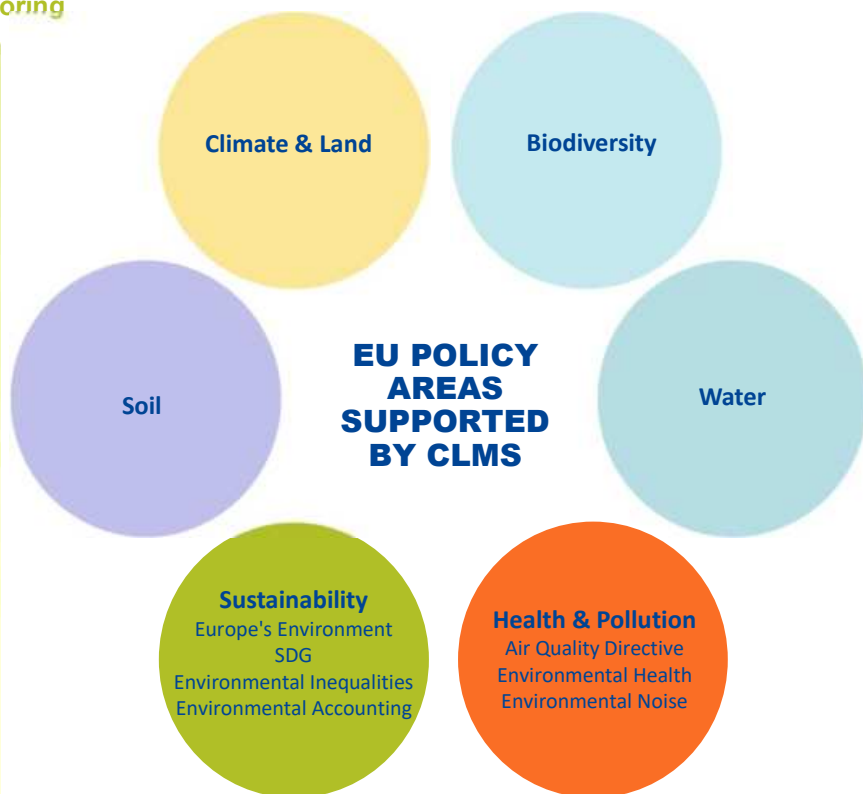 oring
Climate & Land
Biodiversity
EU POLICY
AREAS
SUPPORTED
BY CLMS
Soil
Water
Sustainability
Europe's Environment
SDG
Environmental Inequalities
Environmental Accounting
Health & Pollution
Air Quality Directive
Environmental Health
Environmental Noise